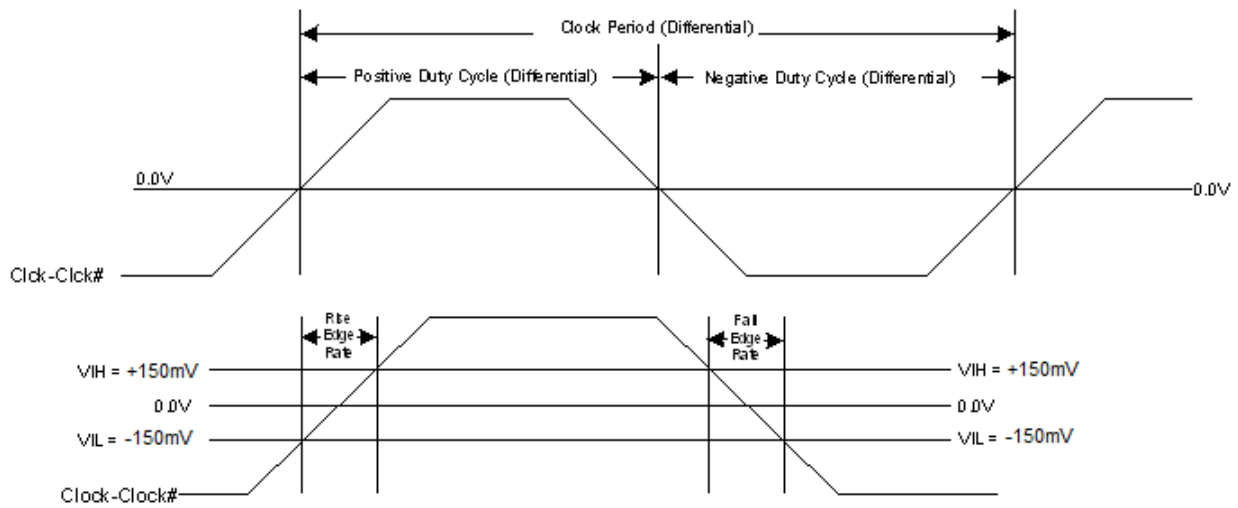 Clock Period (Differential)
Positive Duty Cycle (Differential)
Negative Duty Cycle (Differential)
0.0V
0.0V
Clck-Clck#
Rise
Edge
Rate
Fall
Edge
Rate
VIH = +150mV
VIH = +150mV
0.0V
0.0V
VIL = -150mV
VIL = -150mV
Clock-Clock#